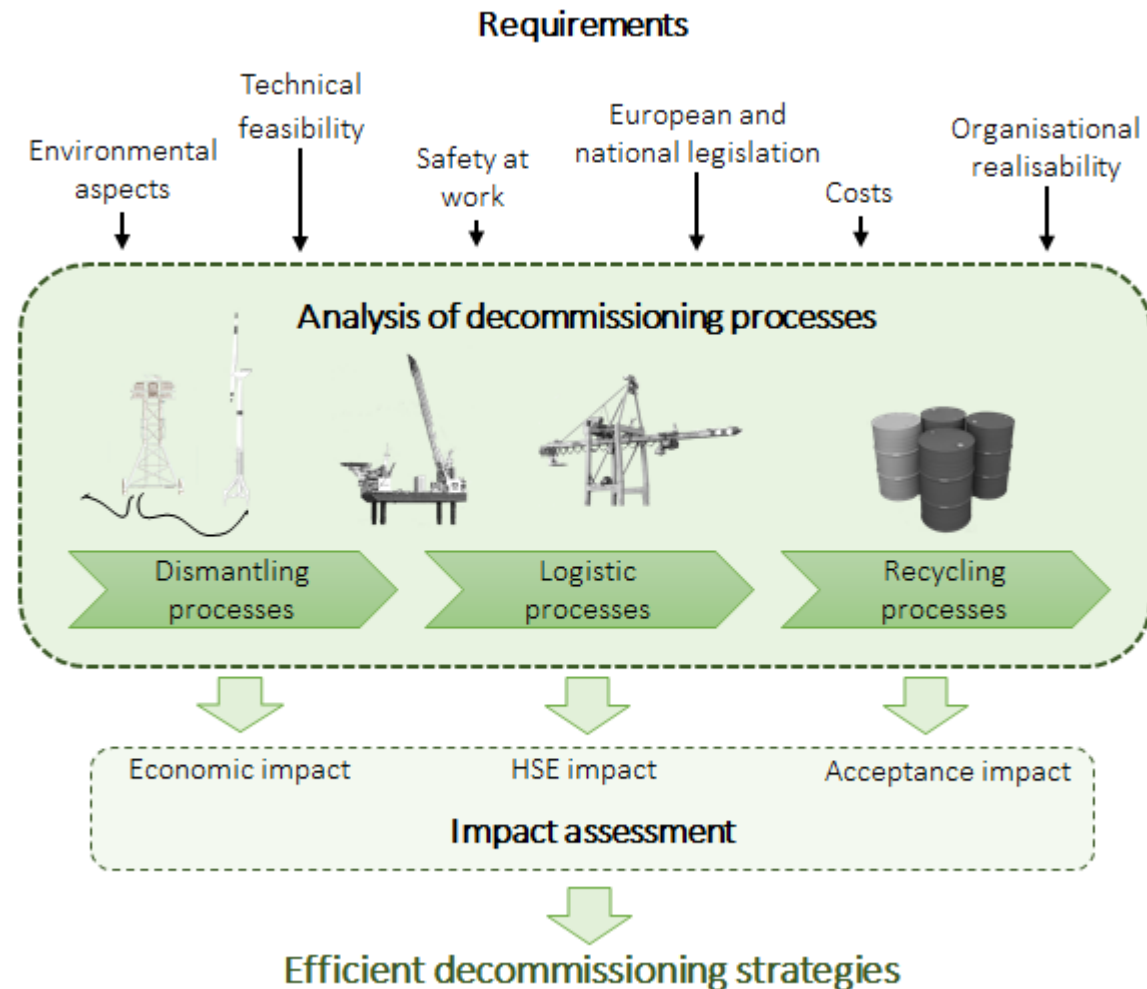 Requirements
Technical
feasibility
Environmental
aspects
Safety at
work
European and
national legislation
Costs
Organisational
realisability
Analysis of decommissioning processes
Dismantling
processes
Logistic
processes
Recycling
processes
Economic impact
HSE impact
Acceptance impact
Impact assessment
Efficient decommissioning strategies